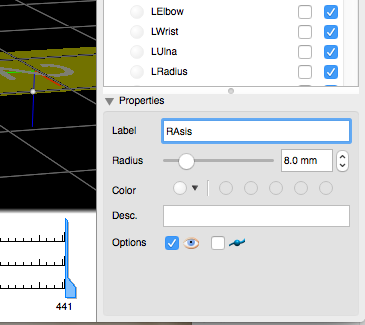 LElbow
LWrist
LUlna
LRadius
Properties
Label RAsis
Radius 8.0 mm
Color
Desc.
Options
441